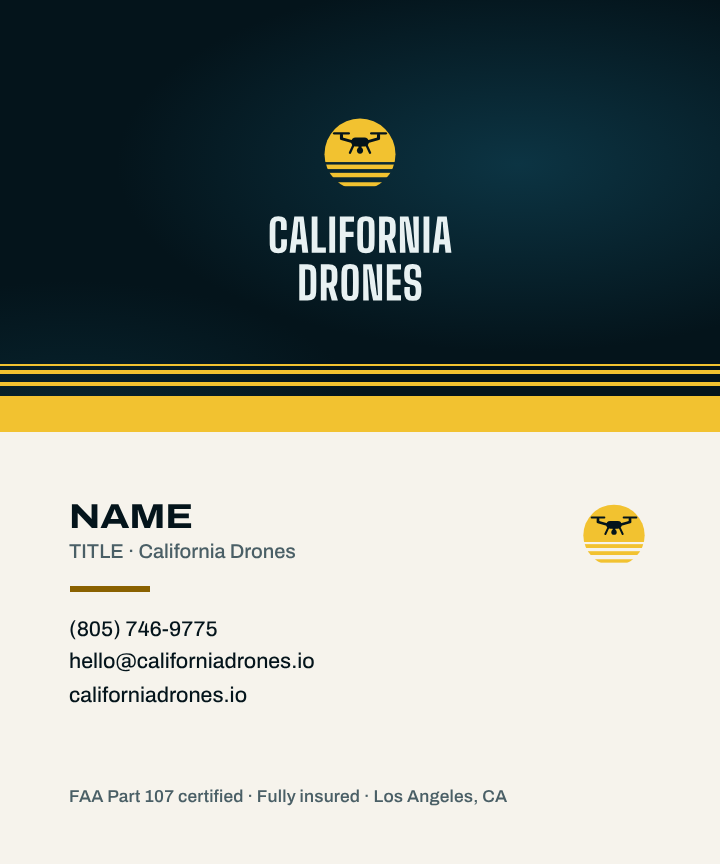 CALIFORNIA
DRONES
NAME
TITLE · California Drones
(805) 746-9775
hello@californiadrones.io
californiadrones.io
FAA Part 107 certified · Fully insured · Los Angeles, CA